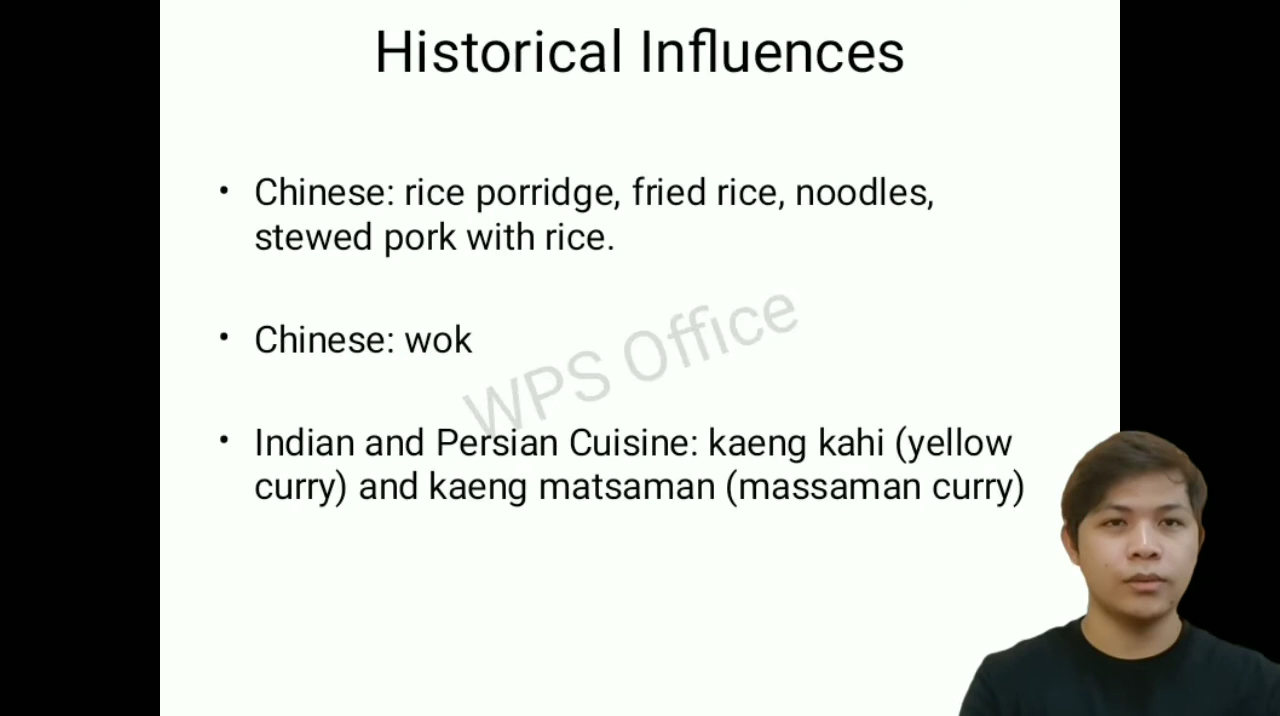 Historical Influences
• Chinese: rice porridge, fried rice, noodles,
stewed pork with rice.
• Chinese: wok
WPS Office
• Indian and Persian Cuisine: kaeng kahi (yellow
curry) and kaeng matsaman (massaman curry)